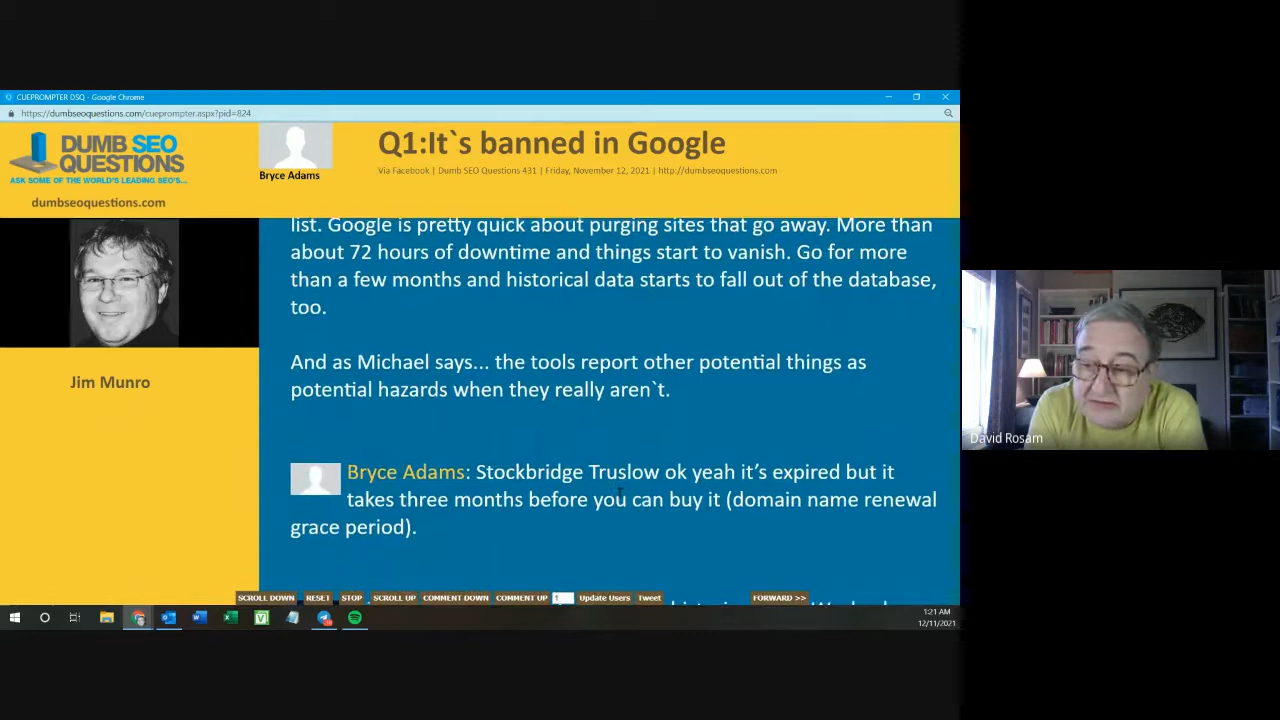 CUEPROMPTER DSQ - Google Chrome
https://dumbseoquestions.com/cueprompter.aspx?pid=824
DUMB SEO
QUESTIONS
ASK SOME OF THE WORLD'S LEADING SEO'S...
dumbseoquestions.com
Bryce Adams
Q1:It`s banned in Google
Via Facebook | Dumb SEO Questions 431 | Friday, November 12, 2021 | http://dumbseoquestions.com
Jim Munro
list. Google is pretty quick about purging sites that go away. More than
about 72 hours of downtime and things start to vanish. Go for more
than a few months and historical data starts to fall out of the database,
too.
And as Michael says... the tools report other potential things as
potential hazards when they really aren`t.
Bryce Adams: Stockbridge Truslow ok yeah it's expired but it
takes three months before you can buy it (domain name renewal
grace period).
SCROLL DOWN RESET STOP SCROLL UP COMMENT DOWN COMMENT UP 1 Update Users Tweet FORWARD >>
1:21 AM
12/11/2021
David Rosam